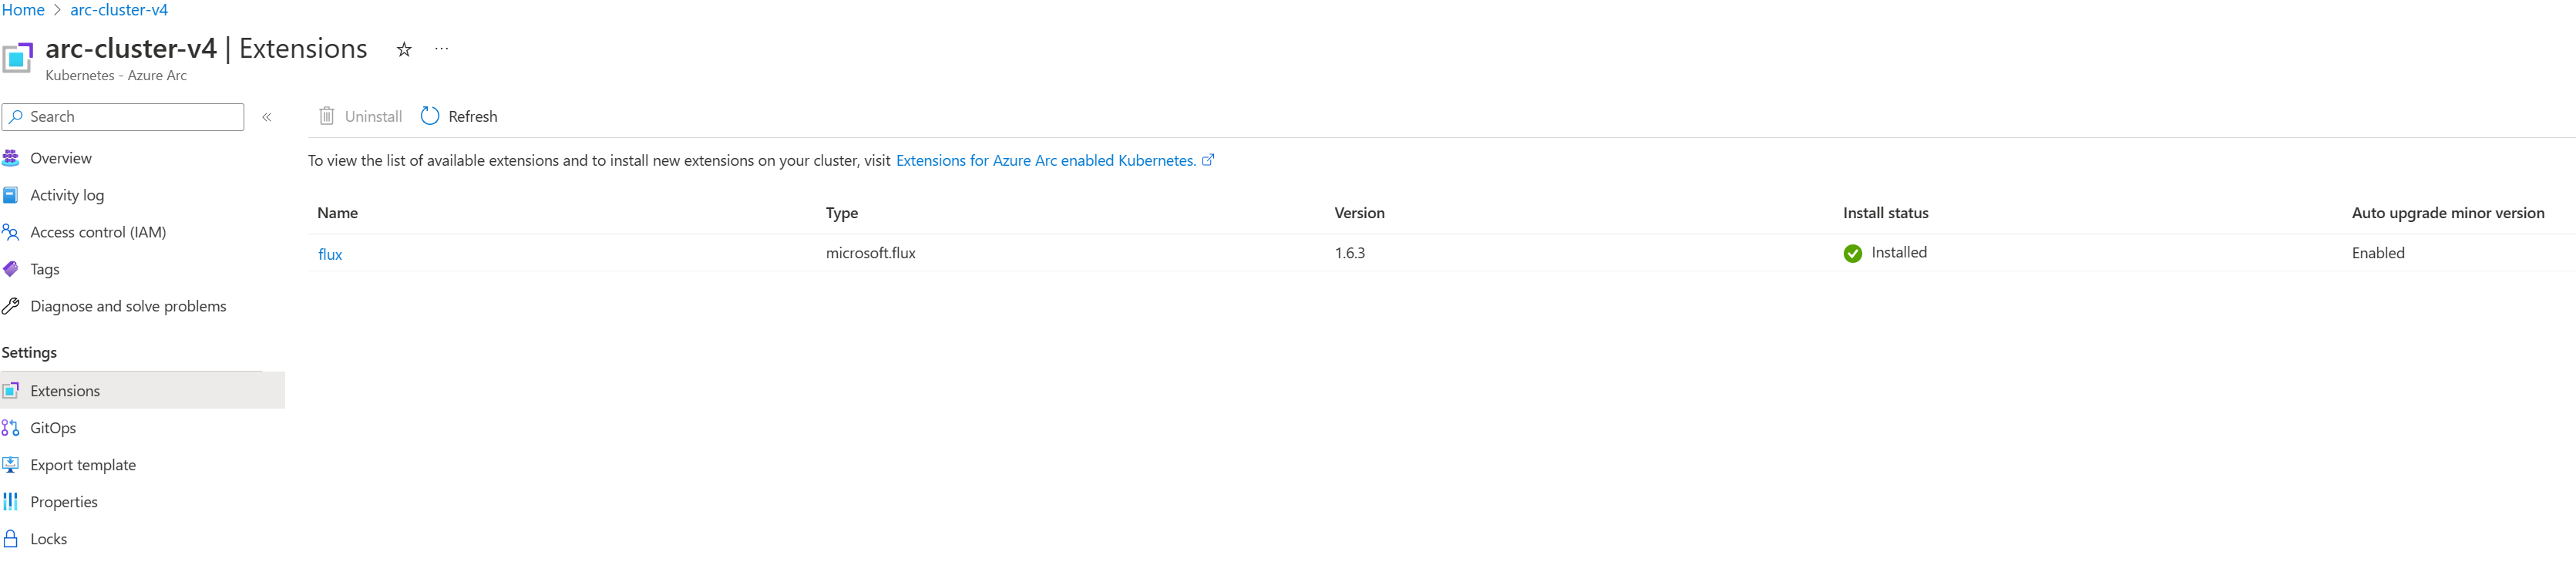 Home > arc-cluster-v4
arc-cluster-v4 | Extensions
Kubernetes - Azure Arc
Search
Uninstall Refresh
To view the list of available extensions and to install new extensions on your cluster, visit Extensions for Azure Arc enabled Kubernetes.
Overview
Activity log
Access control (IAM)
Tags
Diagnose and solve problems
Settings
Extensions
GitOps
Export template
Properties
Locks
Name Type Version Install status Auto upgrade minor version
flux microsoft.flux 1.6.3 Installed Enabled